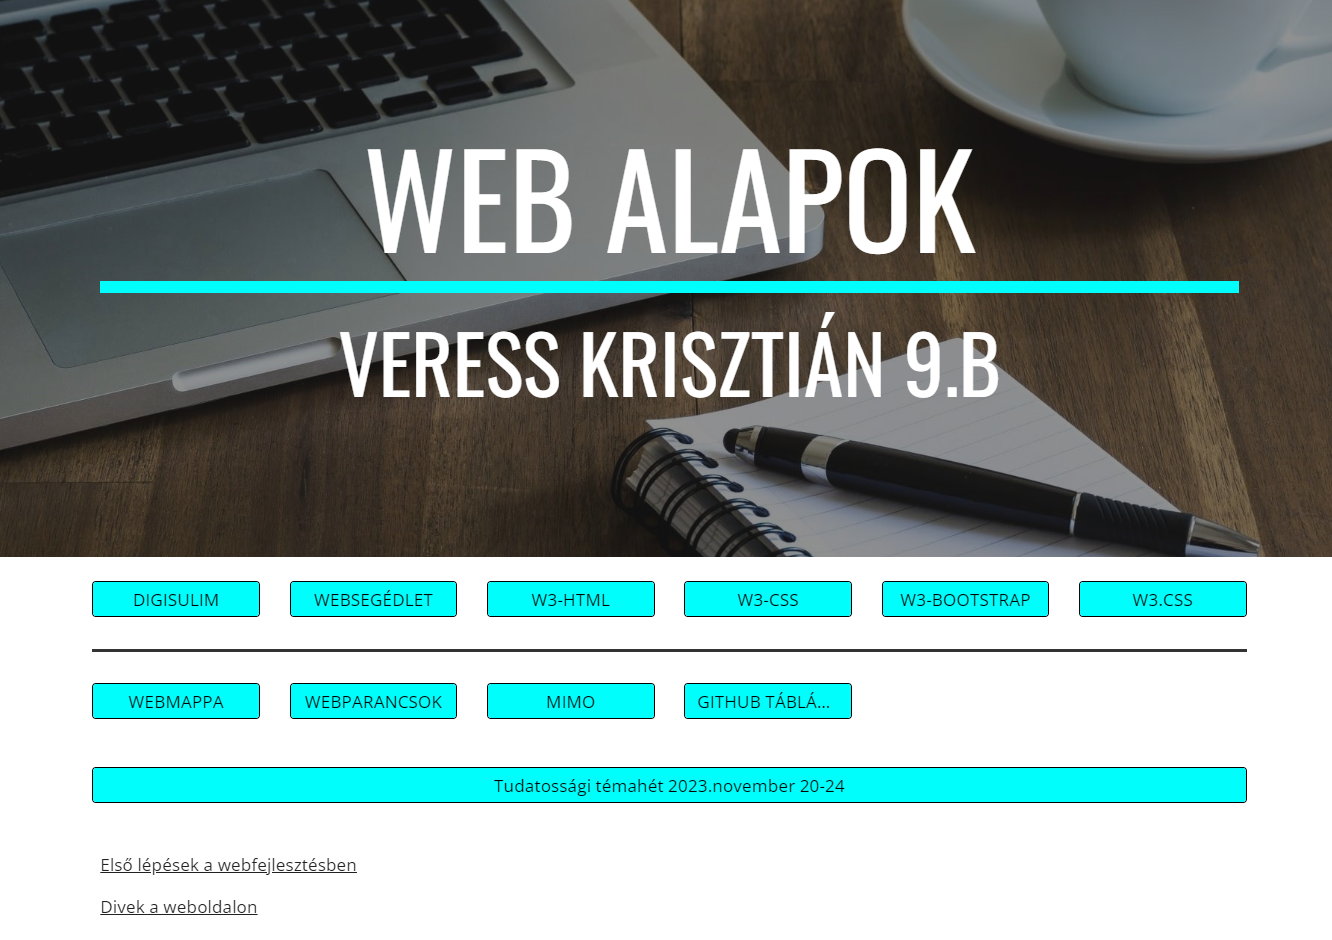 WEB ALAPOK
VERESS KRISZTIÁN 9.B
DIGISULIM WEBSEGÉDLET W3-HTML W3-CSS W3-BOOTSTRAP W3.CSS
WEBMAPPA WEBPARANCSOK MIMO GITHUB TÁBLÁ...
Tudatossági témahét 2023.november 20-24
Első lépések a webfejlesztésben
Divek a weboldalon